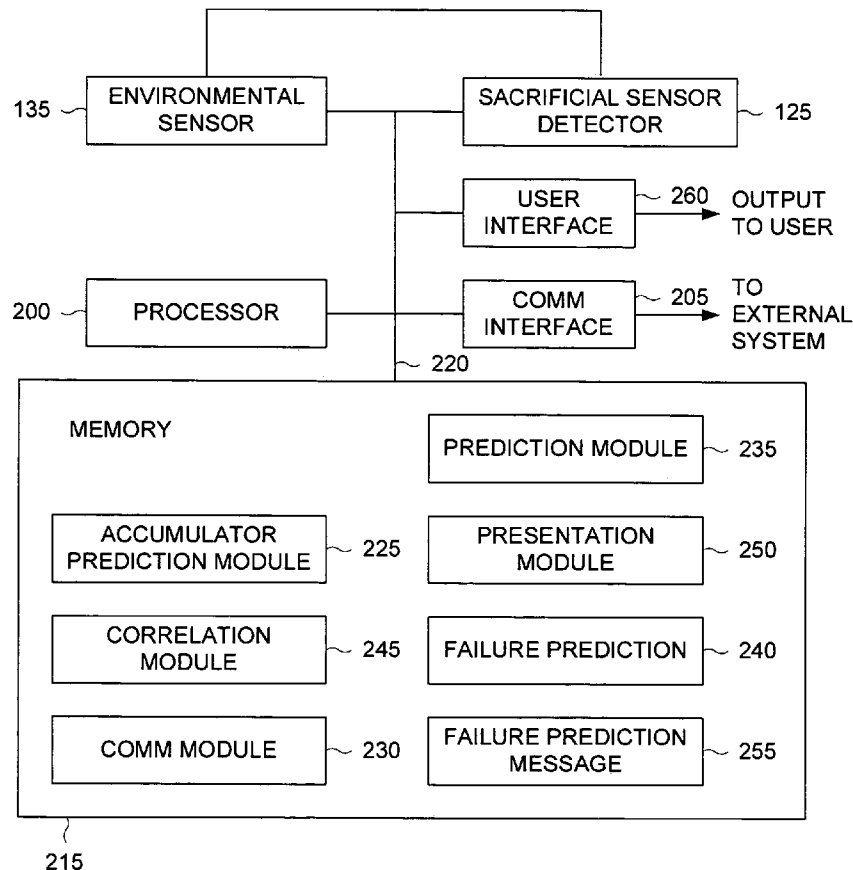 135
ENVIRONMENTAL
SENSOR
SACRIFICIAL SENSOR
DETECTOR
125
USER
INTERFACE
260
OUTPUT
TO USER
200
PROCESSOR
COMM
INTERFACE
205
TO
EXTERNAL
SYSTEM
220
MEMORY
PREDICTION MODULE
235
ACCUMULATOR
PREDICTION MODULE
225
PRESENTATION
MODULE
250
CORRELATION
MODULE
245
FAILURE PREDICTION
240
COMM MODULE
230
FAILURE PREDICTION
MESSAGE
255
215